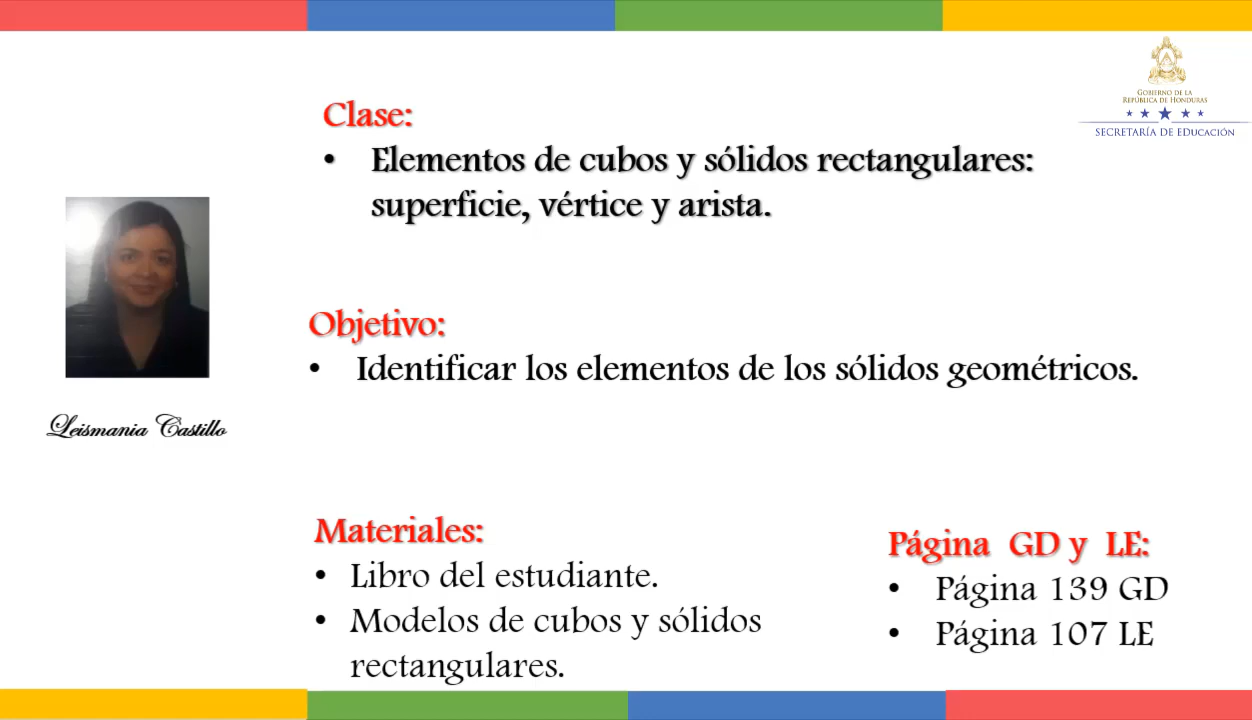 GOBIERNO DE LA
REPÚBLICA DE HONDURAS
SECRETARÍA DE EDUCACIÓN
Clase:
• Elementos de cubos y sólidos rectangulares:
superficie, vértice y arista.
Objetivo:
• Identificar los elementos de los sólidos geométricos.
Leismania Castillo
Materiales:
• Libro del estudiante.
• Modelos de cubos y sólidos
rectangulares.
Página GD y LE:
• Página 139 GD
• Página 107 LE